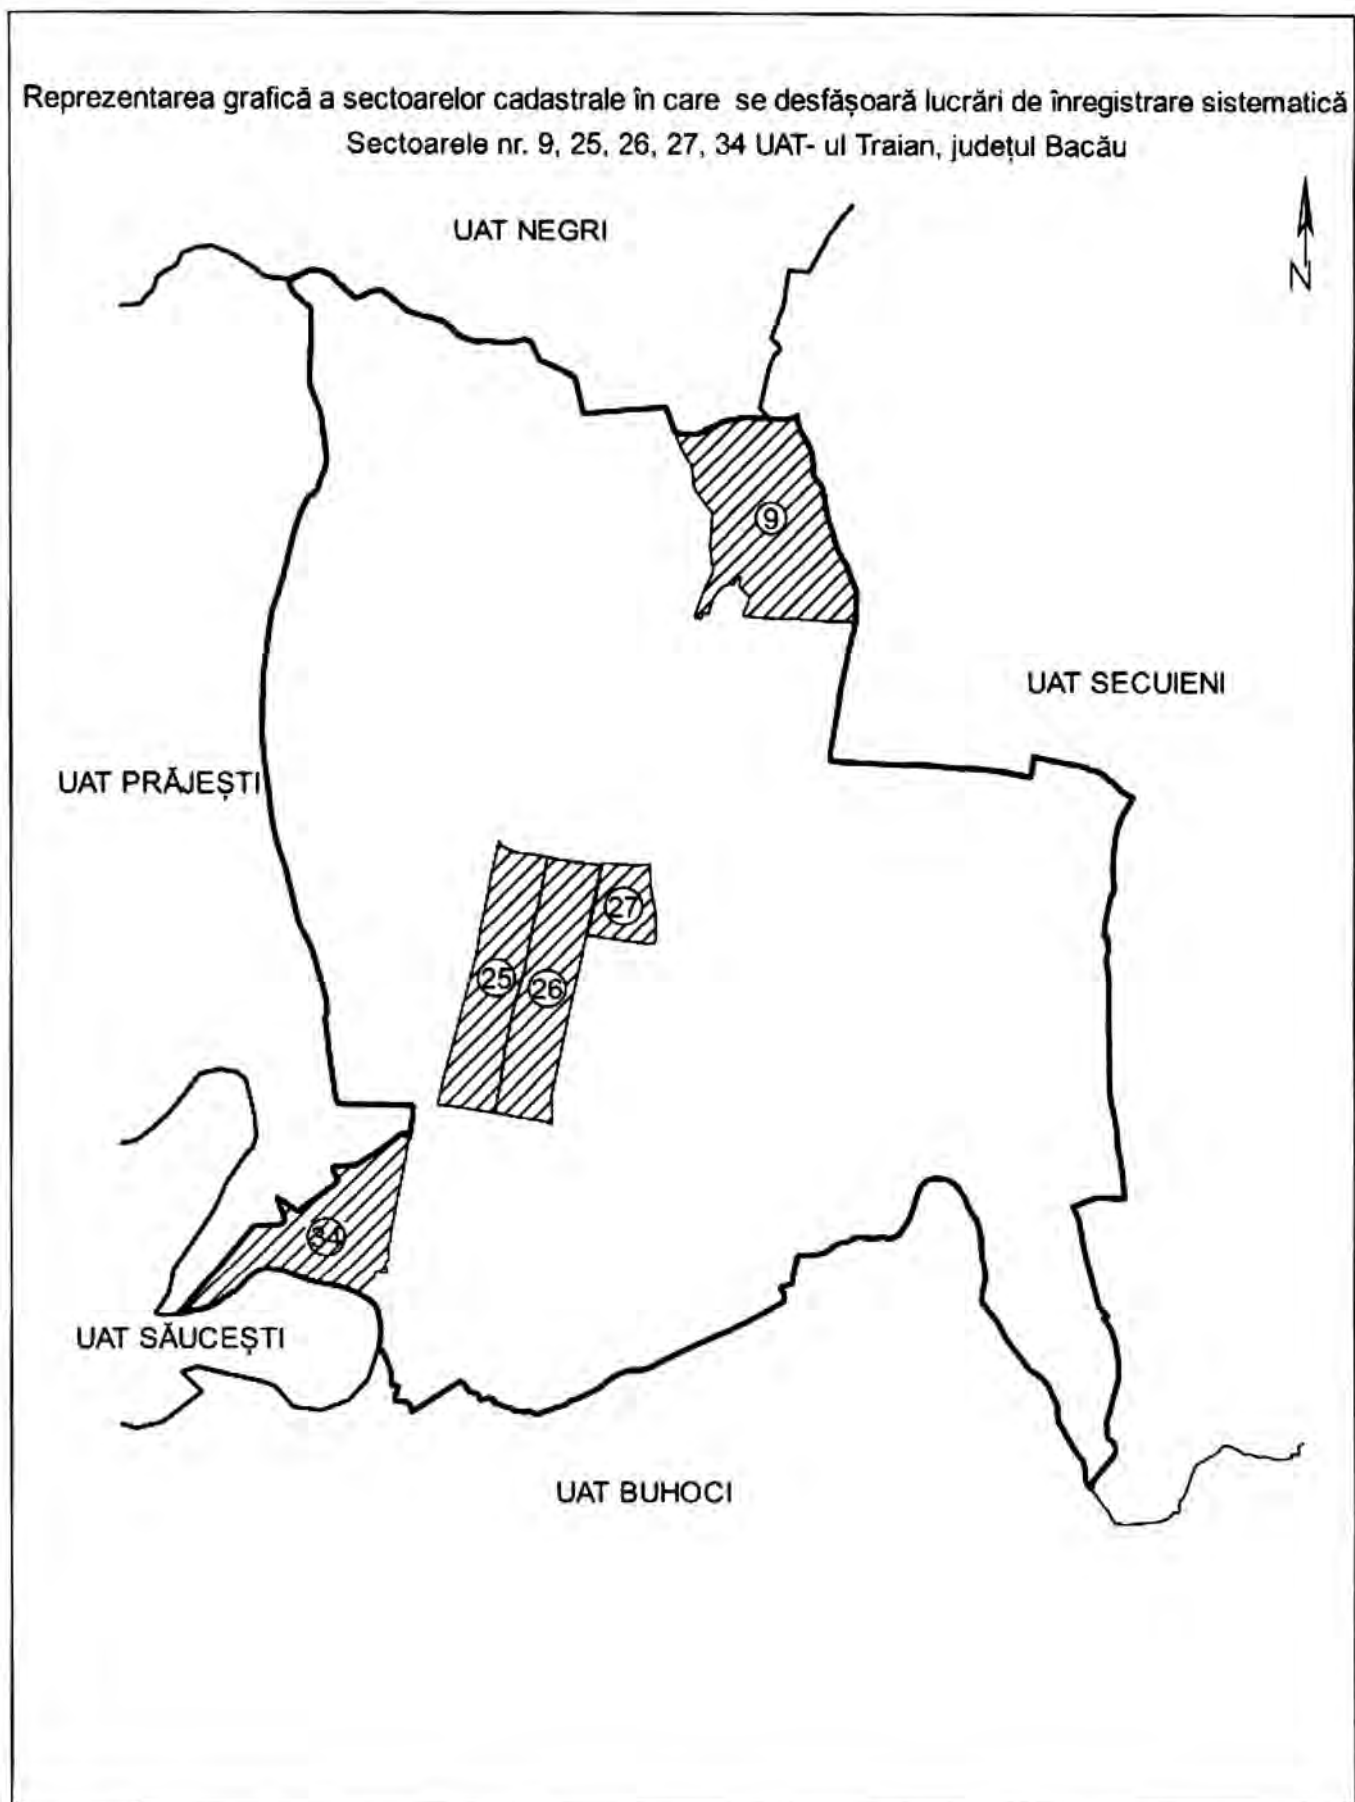 Reprezentarea grafică a sectoarelor cadastrale în care se desfășoară lucrări de înregistrare sistematică
Sectoarele nr. 9, 25, 26, 27, 34 UAT- ul Traian, județul Bacău
UAT NEGRI
N
9
UAT SECUIENI
UAT PRĂJEȘTI
27
25
26
34
UAT SĂUCEȘTI
UAT BUHOCI